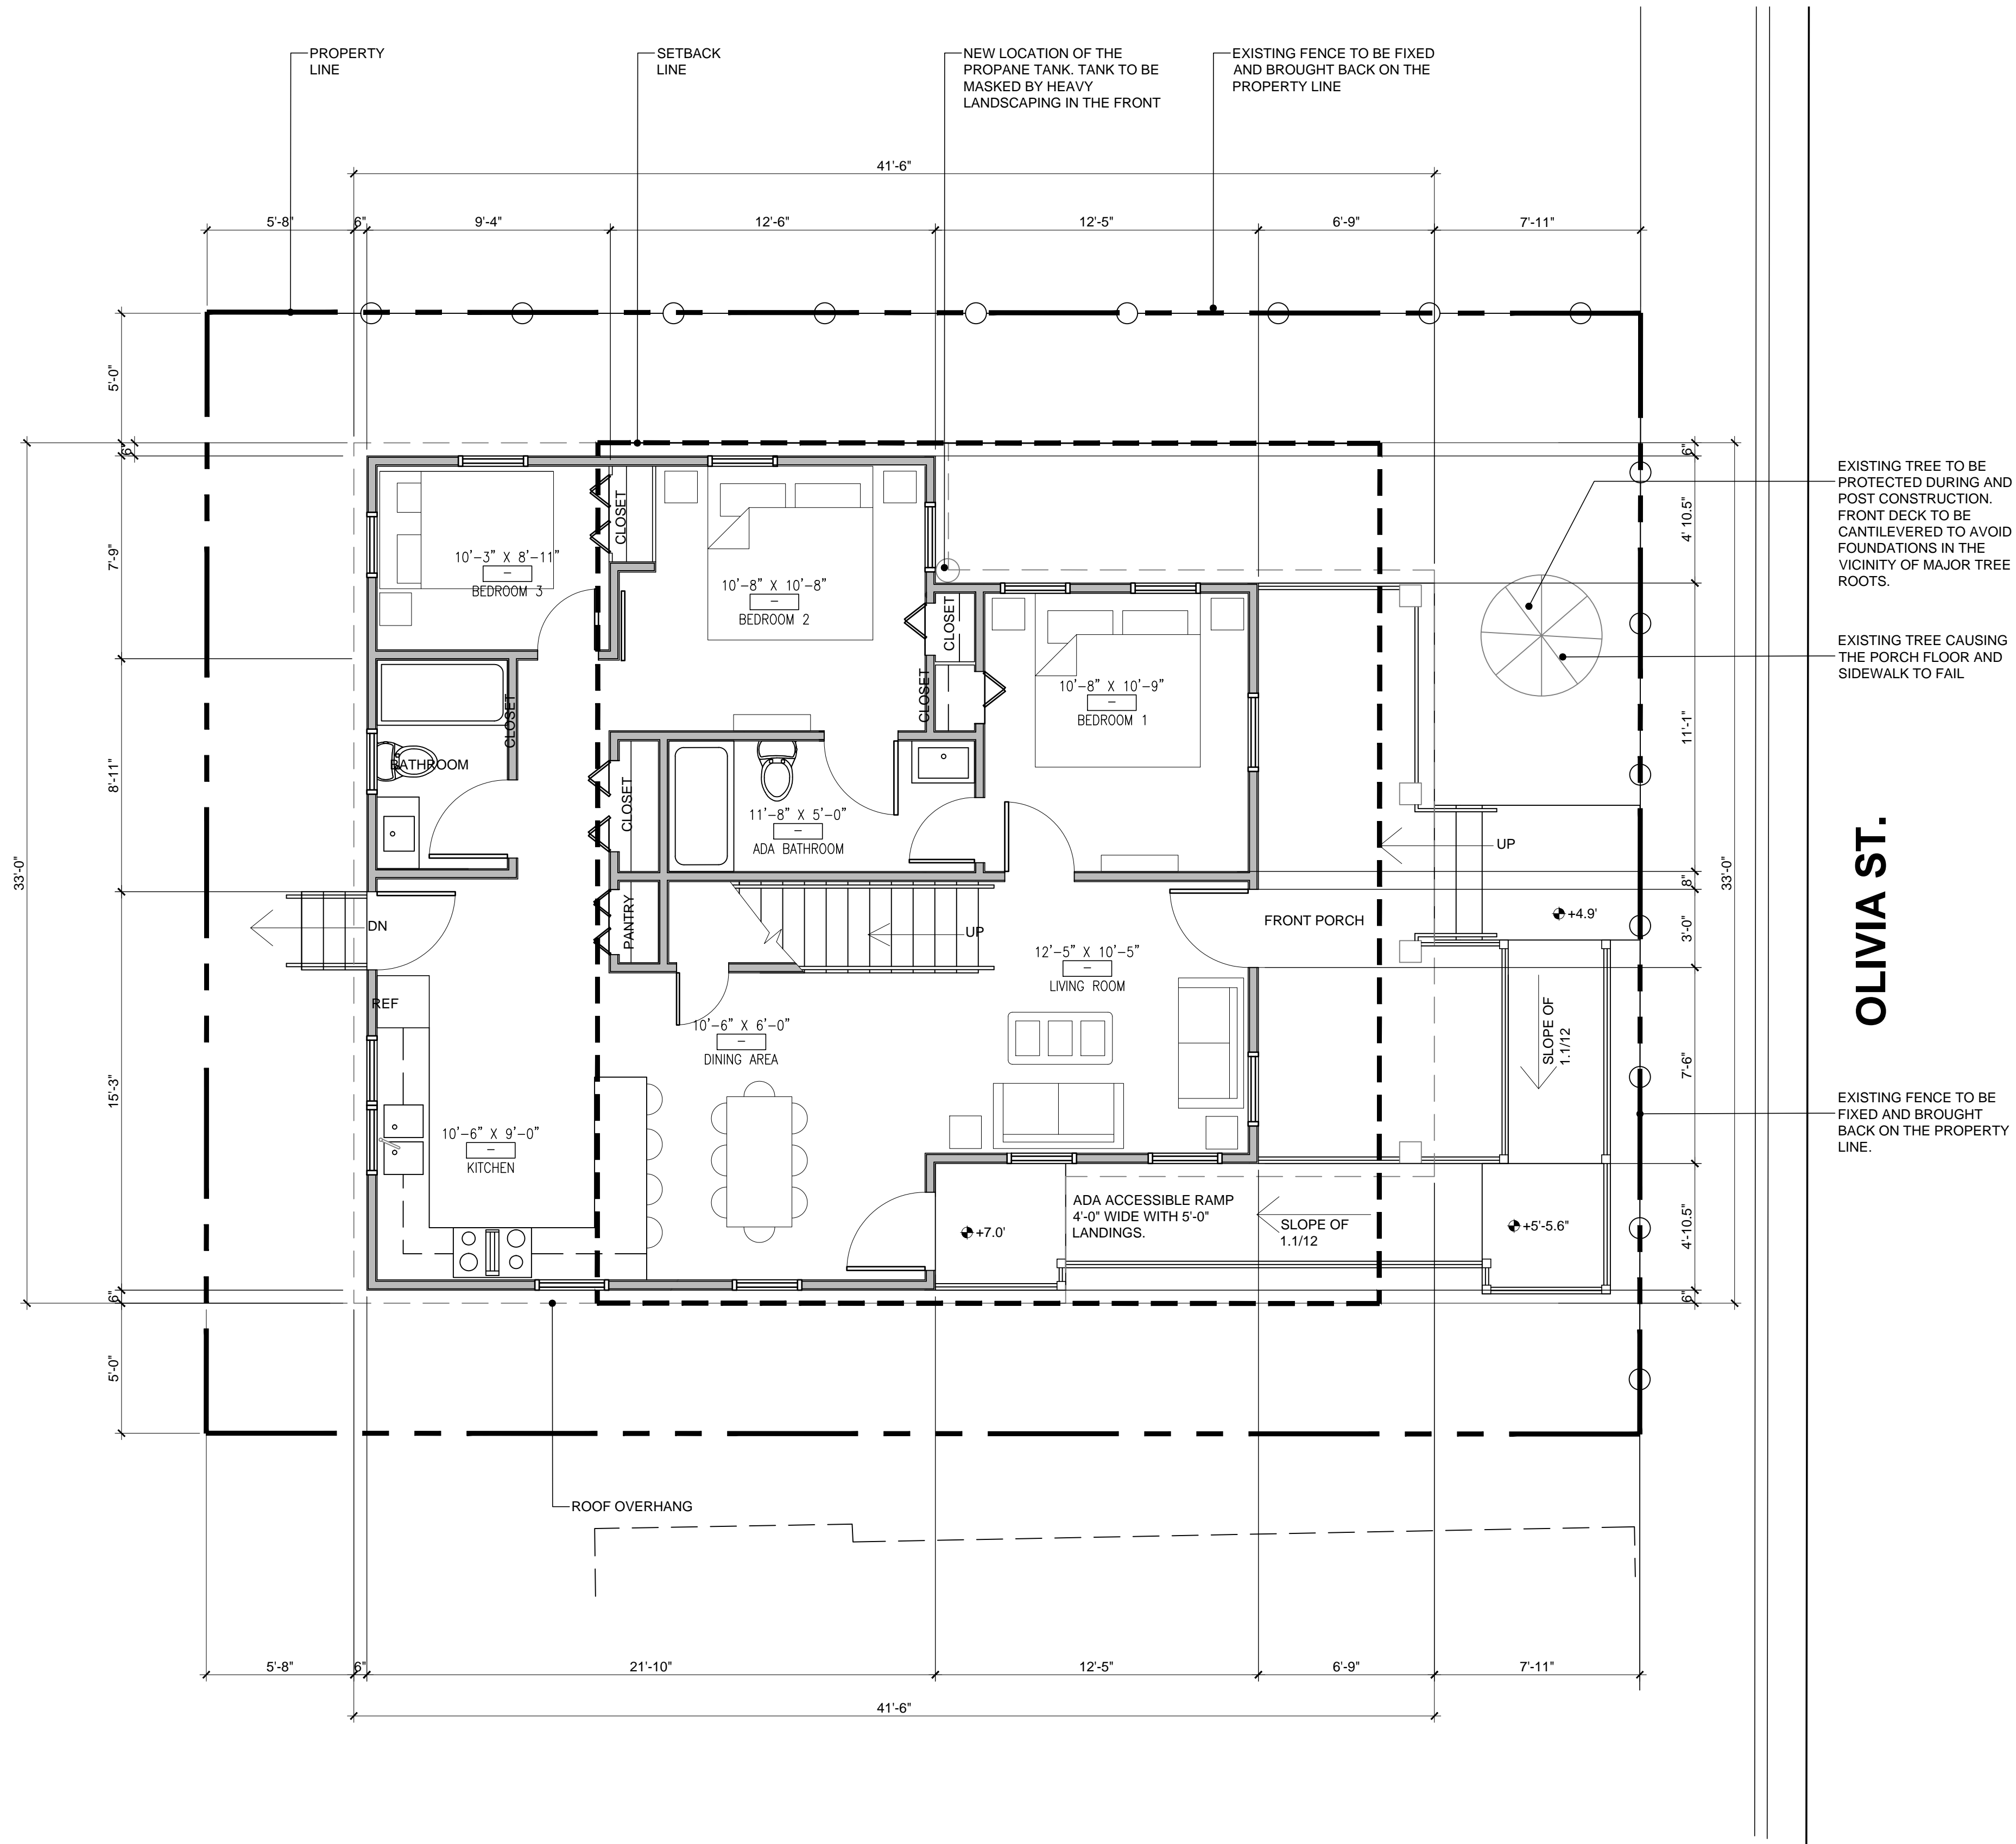 PROPERTY
LINE
SETBACK
LINE
NEW LOCATION OF THE
PROPANE TANK. TANK TO BE
MASKED BY HEAVY
LANDSCAPING IN THE FRONT
EXISTING FENCE TO BE FIXED
AND BROUGHT BACK ON THE
PROPERTY LINE
41'-6"
5'-8"
6"
9'-4"
12'-6"
12'-5"
6'-9"
7'-11"
5'-0"
6"
7'-9"
8'-11"
33'-0"
15'-3"
6"
5'-0"
10'-3" X 8'-11"
-
BEDROOM 3
CLOSET
10'-8" X 10'-8"
-
BEDROOM 2
CLOSET
CLOSET
10'-8" X 10'-9"
-
BEDROOM 1
CLOSET
BATHROOM
CLOSET
11'-8" X 5'-0"
-
ADA BATHROOM
PANTRY
UP
DN
REF
12'-5" X 10'-5"
-
LIVING ROOM
FRONT PORCH
UP
+4.9'
10'-6" X 6'-0"
-
DINING AREA
SLOPE OF
1.1/12
10'-6" X 9'-0"
-
KITCHEN
+7.0'
ADA ACCESSIBLE RAMP
4'-0" WIDE WITH 5'-0"
LANDINGS.
SLOPE OF
1.1/12
+5'-5.6"
6"
4' 10.5"
11'-1"
8"
3'-0"
7'-6"
4'-10.5"
6"
33'-0"
EXISTING TREE TO BE
PROTECTED DURING AND
POST CONSTRUCTION.
FRONT DECK TO BE
CANTILEVERED TO AVOID
FOUNDATIONS IN THE
VICINITY OF MAJOR TREE
ROOTS.
EXISTING TREE CAUSING
THE PORCH FLOOR AND
SIDEWALK TO FAIL
OLIVIA ST.
EXISTING FENCE TO BE
FIXED AND BROUGHT
BACK ON THE PROPERTY
LINE.
ROOF OVERHANG
5'-8"
6"
21'-10"
12'-5"
6'-9"
7'-11"
41'-6"